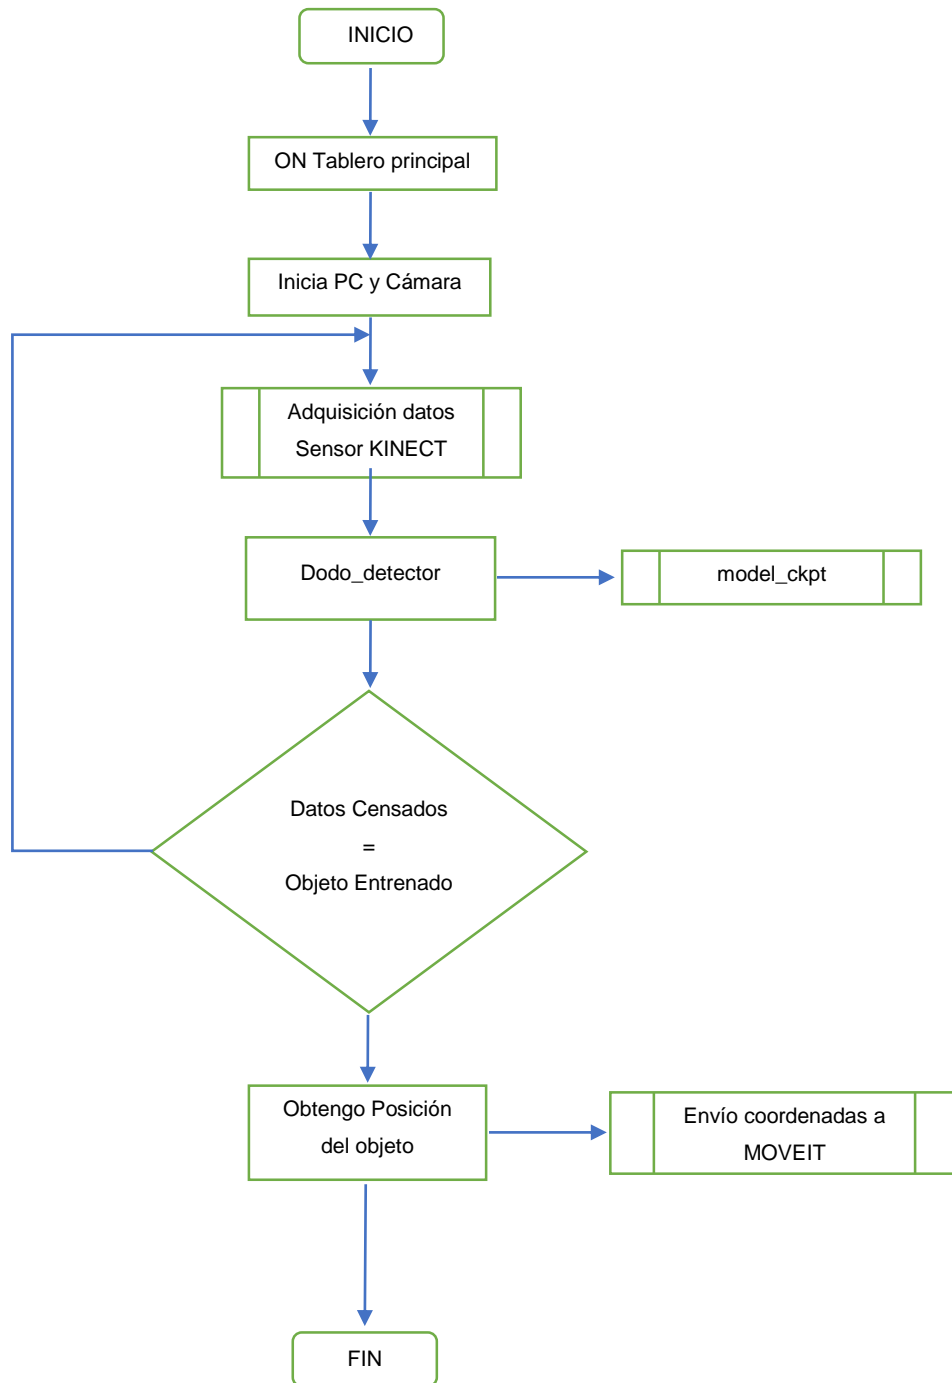 INICIO
ON Tablero principal
Inicia PC y Cámara
Adquisición datos
Sensor KINECT
Dodo_detector
model_ckpt
Datos Censados
=
Objeto Entrenado
Obtengo Posición
del objeto
Envío coordenadas a
MOVEIT
FIN